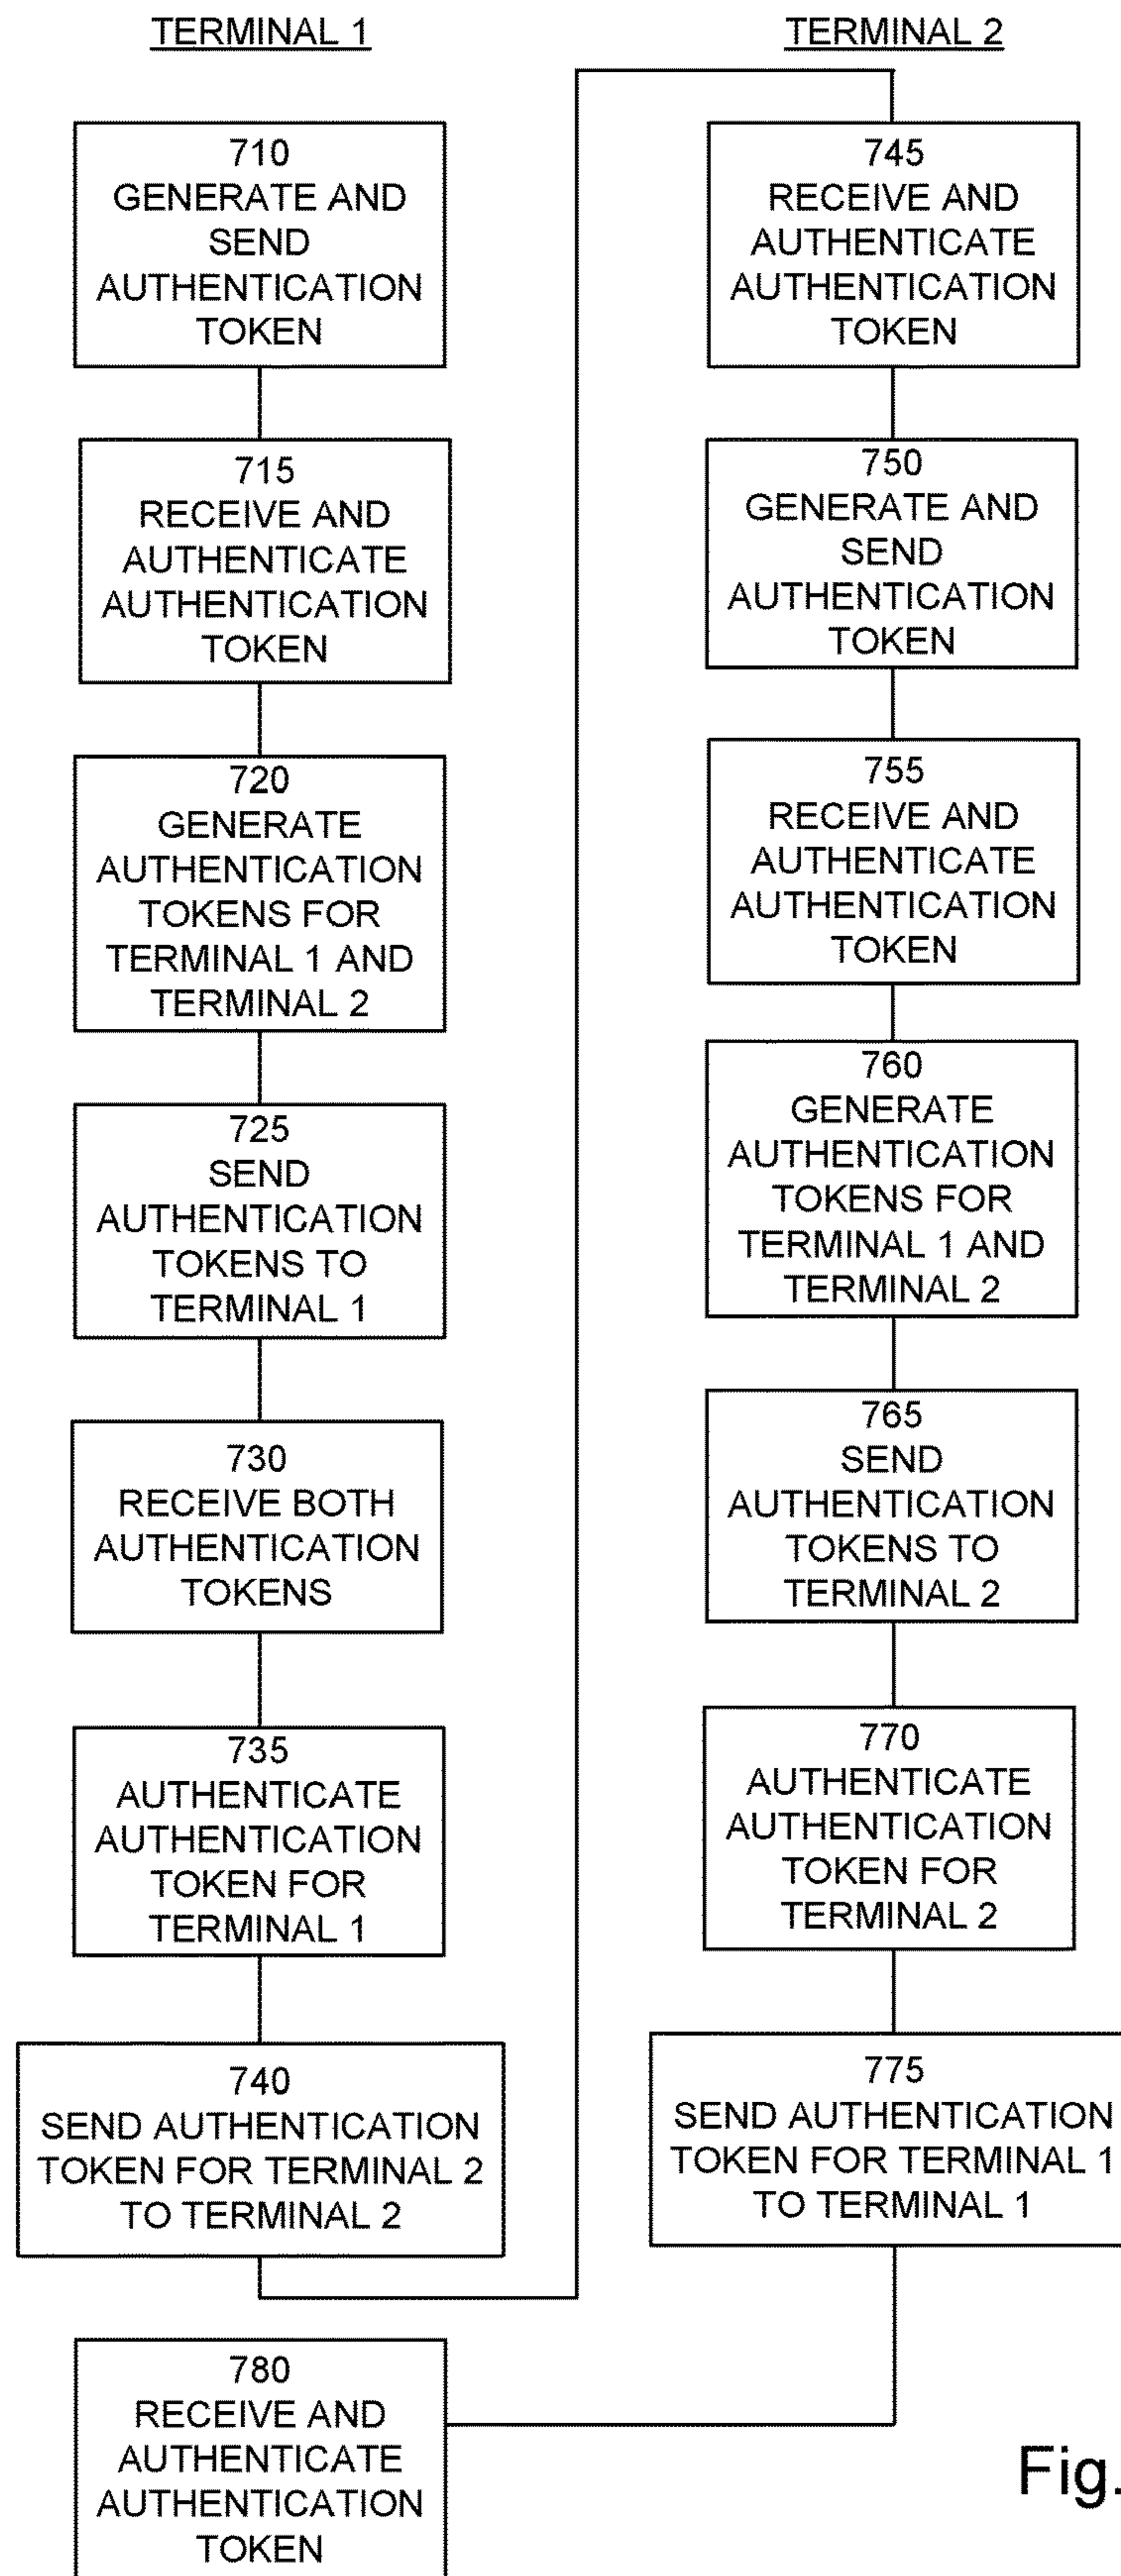 TERMINAL 1
710
GENERATE AND
SEND
AUTHENTICATION
TOKEN
715
RECEIVE AND
AUTHENTICATE
AUTHENTICATION
TOKEN
720
GENERATE
AUTHENTICATION
TOKENS FOR
TERMINAL 1 AND
TERMINAL 2
725
SEND
AUTHENTICATION
TOKENS TO
TERMINAL 1
730
RECEIVE BOTH
AUTHENTICATION
TOKENS
735
AUTHENTICATE
AUTHENTICATION
TOKEN FOR
TERMINAL 1
740
SEND AUTHENTICATION
TOKEN FOR TERMINAL 2
TO TERMINAL 2
TERMINAL 2
745
RECEIVE AND
AUTHENTICATE
AUTHENTICATION
TOKEN
750
GENERATE AND
SEND
AUTHENTICATION
TOKEN
755
RECEIVE AND
AUTHENTICATE
AUTHENTICATION
TOKEN
760
GENERATE
AUTHENTICATION
TOKENS FOR
TERMINAL 1 AND
TERMINAL 2
765
SEND
AUTHENTICATION
TOKENS TO
TERMINAL 2
770
AUTHENTICATE
AUTHENTICATION
TOKEN FOR
TERMINAL 2
775
SEND AUTHENTICATION
TOKEN FOR TERMINAL 1
TO TERMINAL 1
780
RECEIVE AND
AUTHENTICATE
AUTHENTICATION
TOKEN
Fig.